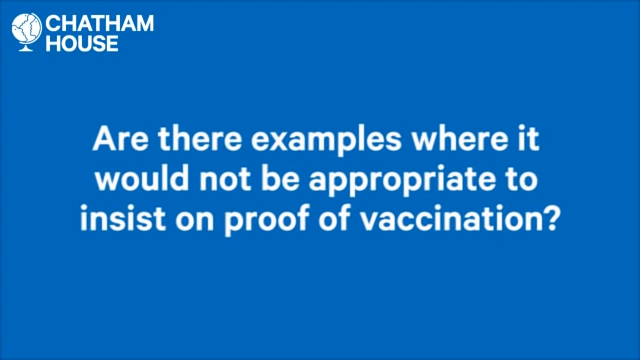 CHATHAM
HOUSE
Are there examples where it
would not be appropriate to
insist on proof of vaccination?